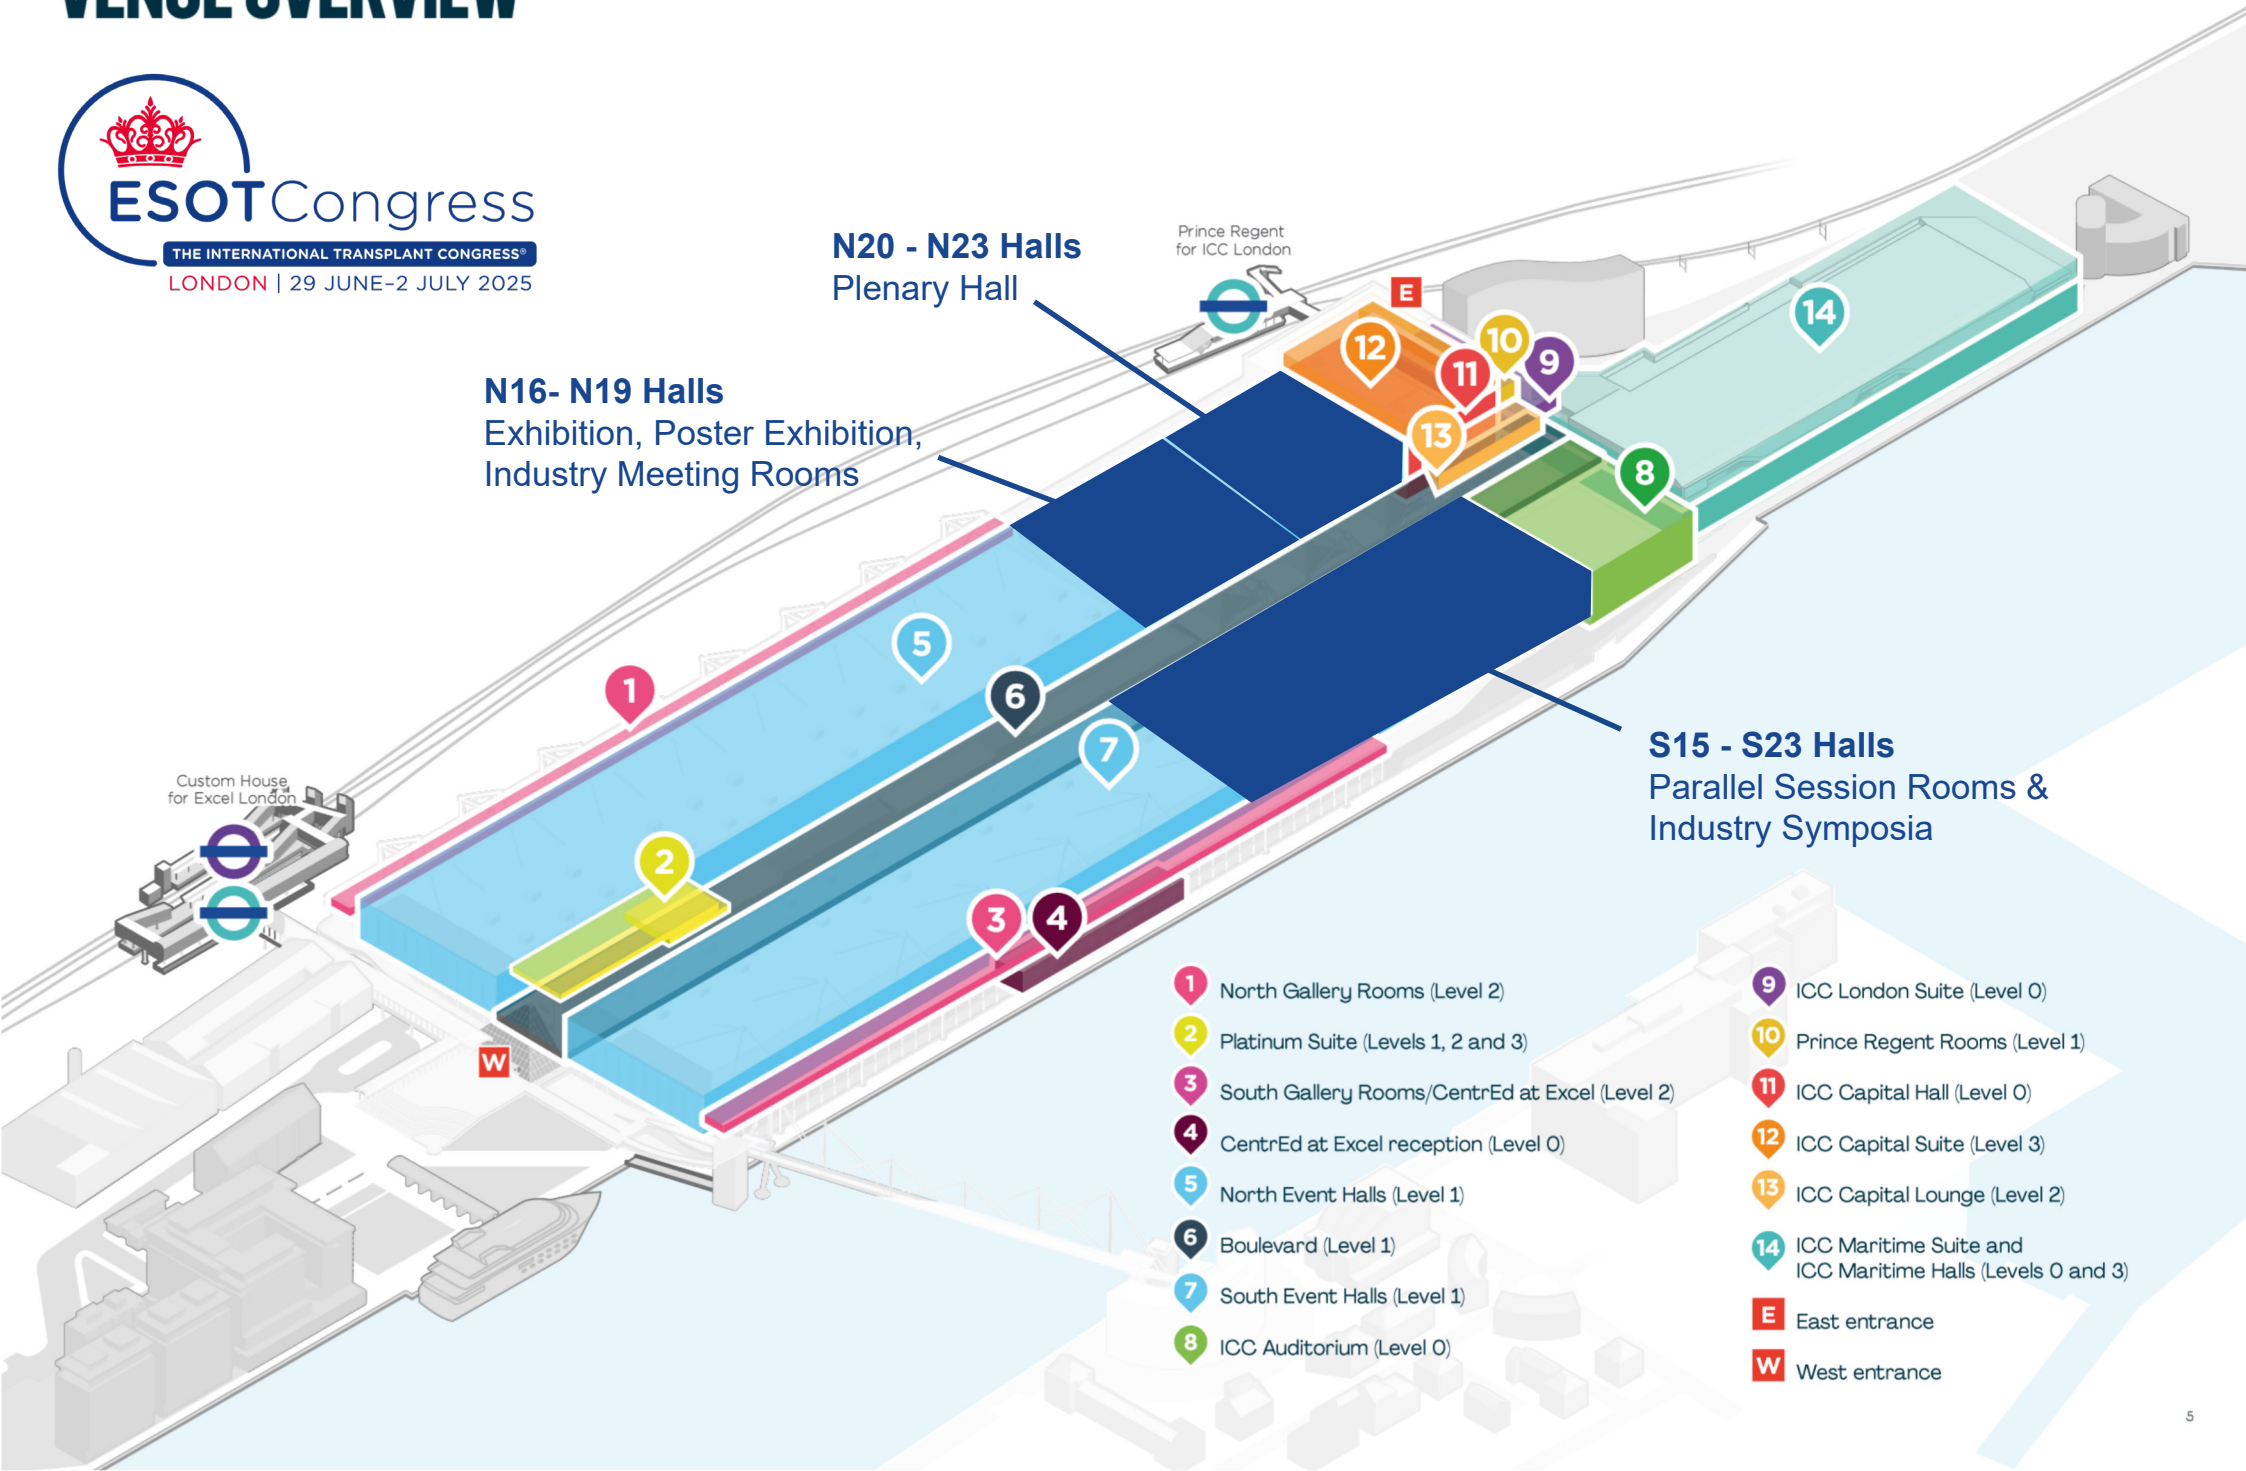 VENUE OVERVIEW
ESOTCongress
THE INTERNATIONAL TRANSPLANT CONGRESS®
LONDON | 29 JUNE-2 JULY 2025
N20 - N23 Halls
Plenary Hall
Prince Regent
for ICC London
N16- N19 Halls
Exhibition, Poster Exhibition,
Industry Meeting Rooms
E
12
10
11
9
14
13
8
5
1
6
7
S15 - S23 Halls
Parallel Session Rooms &
Industry Symposia
Custom House
for Excel London
2
3
4
W
1 North Gallery Rooms (Level 2)
2 Platinum Suite (Levels 1, 2 and 3)
3 South Gallery Rooms/CentrEd at Excel (Level 2)
4 CentrEd at Excel reception (Level 0)
5 North Event Halls (Level 1)
6 Boulevard (Level 1)
7 South Event Halls (Level 1)
8 ICC Auditorium (Level 0)
9 ICC London Suite (Level 0)
10 Prince Regent Rooms (Level 1)
11 ICC Capital Hall (Level 0)
12 ICC Capital Suite (Level 3)
13 ICC Capital Lounge (Level 2)
14 ICC Maritime Suite and
ICC Maritime Halls (Levels 0 and 3)
E East entrance
W West entrance
5